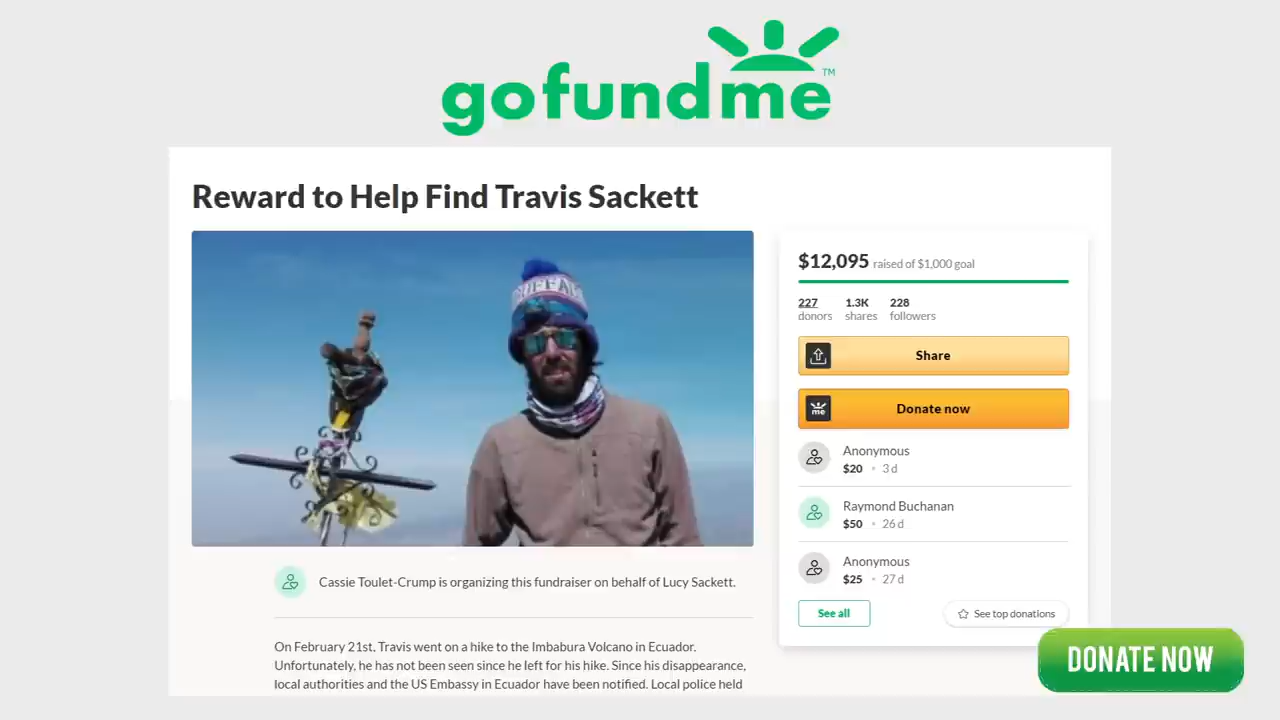 gofundme™
Reward to Help Find Travis Sackett
BUFFAL
$12,095 raised of $1,000 goal
227 donors
1.3K shares
228 followers
Share
me
Donate now
Anonymous
$20 • 3 d
Raymond Buchanan
$50 • 26 d
Anonymous
$25 • 27 d
See all
See top donations
Cassie Toulet-Crump is organizing this fundraiser on behalf of Lucy Sackett.
On February 21st, Travis went on a hike to the Imbabura Volcano in Ecuador.
Unfortunately, he has not been seen since he left for his hike. Since his disappearance,
local authorities and the US Embassy in Ecuador have been notified. Local police held
DONATE NOW